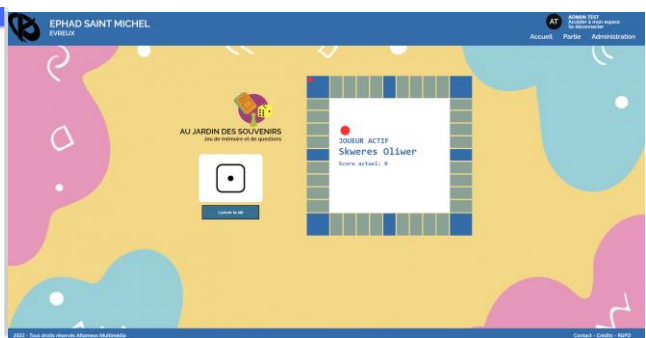 EPHAD SAINT MICHEL
EVREUX
AT
ADMIN TEST
Accéder à mon espace
Se déconnecter
Accueil Partie Administration
AU JARDIN DES SOUVENIRS
Jeu de mémoire et de questions
Lancer le dé
JOUEUR ACTIF
Skweres Oliwer
Score actuel: 0
2022 - Tous droits réservés Altameos Multimédia
Contact - Crédits - RGPD